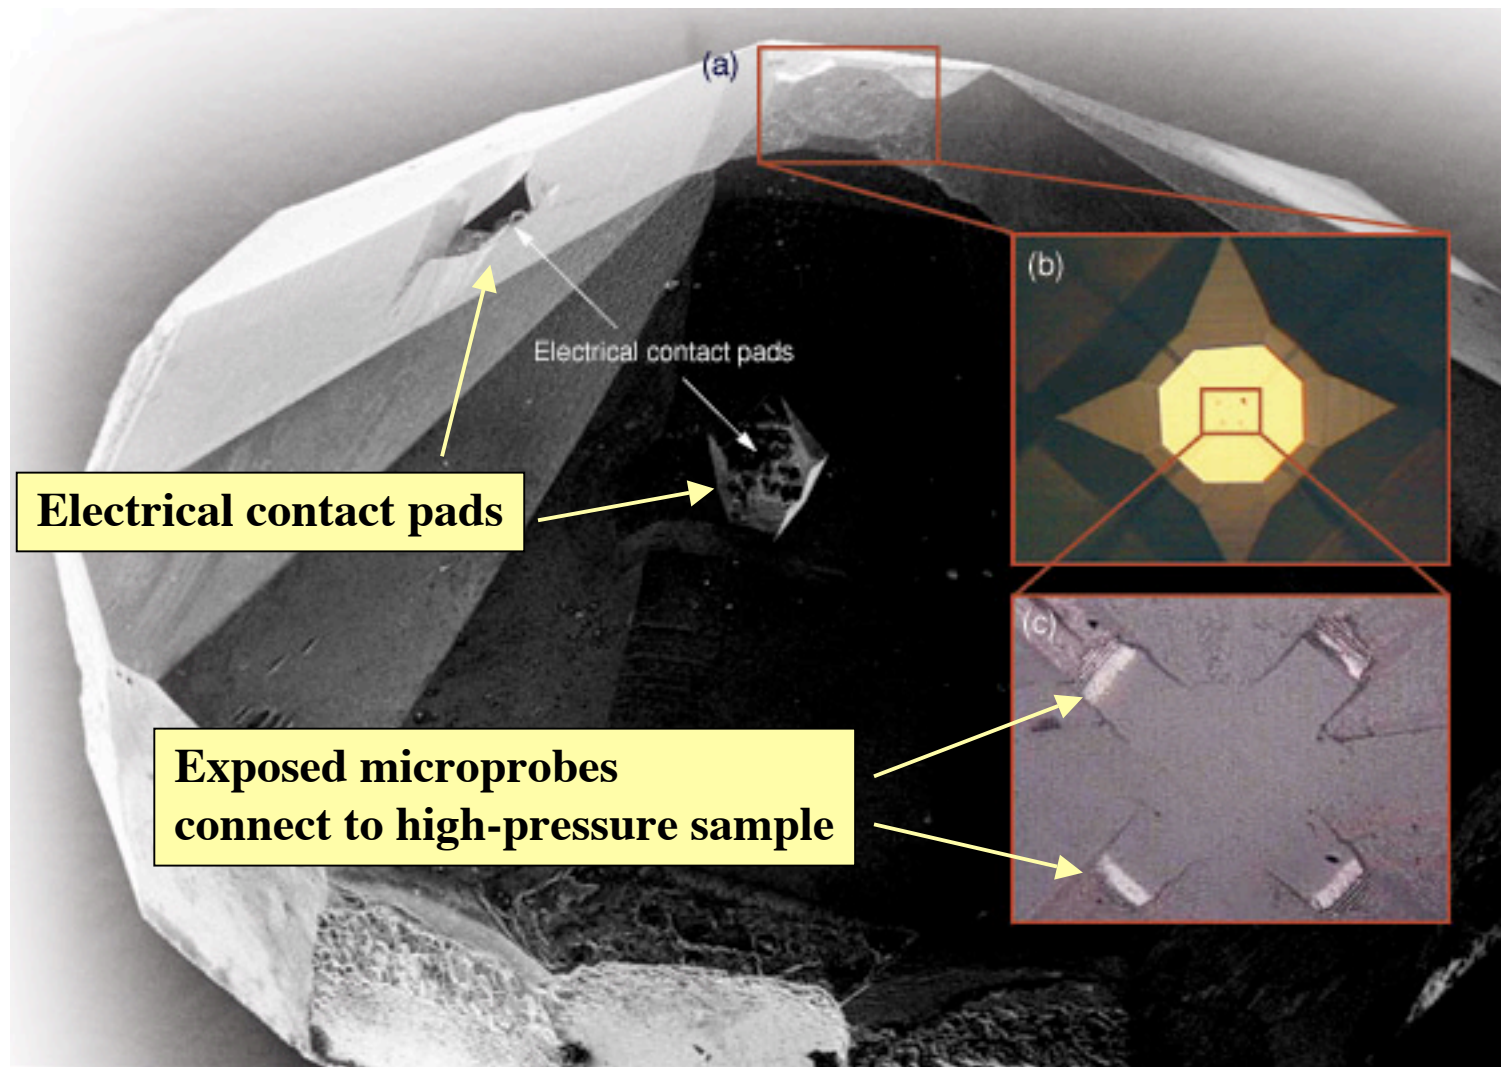 (a)
(b)
Electrical contact pads
Electrical contact pads
(c)
Exposed microprobes
connect to high-pressure sample